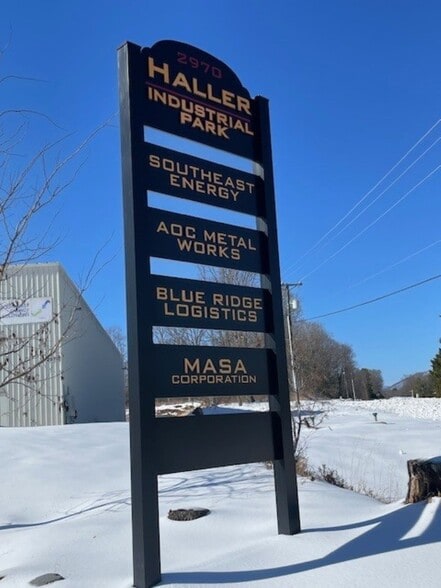 2970
HALLER
INDUSTRIAL
PARK
SOUTHEAST
ENERGY
AOC METAL
WORKS
BLUE RIDGE
LOGISTICS
MASA
CORPORATION